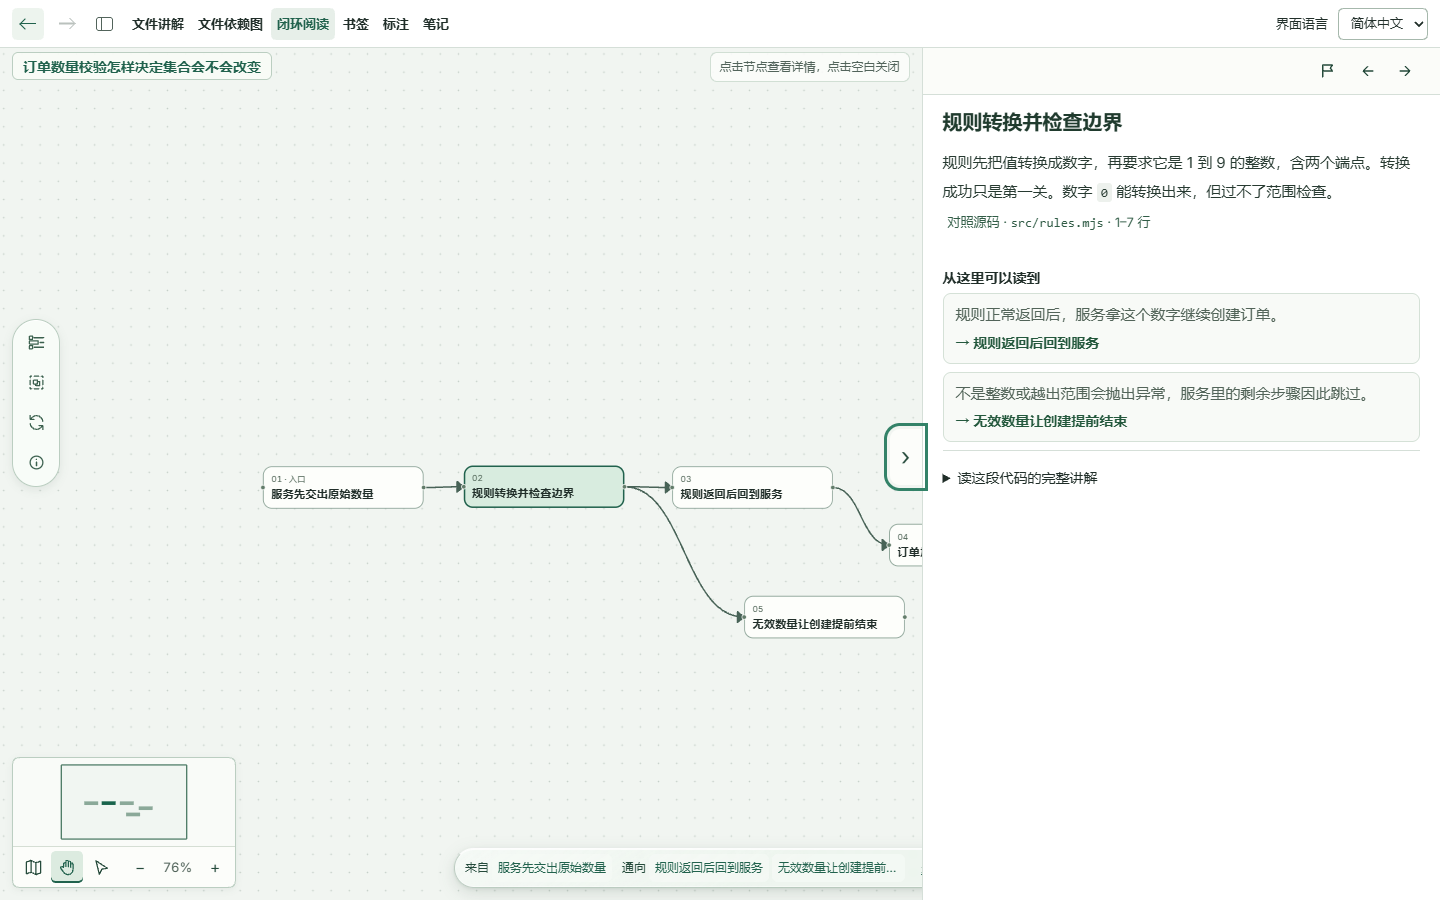 文件讲解 文件依赖图 闭环阅读 书签 标注 笔记
界面语言 简体中文
订单数量校验怎样决定集合会不会改变
点击节点查看详情，点击空白关闭
01 · 入口
服务先交出原始数量
02
规则转换并检查边界
03
规则返回后回到服务
04
订单
05
无效数量让创建提前结束
76%
来自 服务先交出原始数量 通向 规则返回后回到服务 无效数量让创建提前...
规则转换并检查边界
规则先把值转换成数字，再要求它是 1 到 9 的整数，含两个端点。转换
成功只是第一关。数字 0 能转换出来，但过不了范围检查。
对照源码 · src/rules.mjs · 1–7 行
从这里可以读到
规则正常返回后，服务拿这个数字继续创建订单。
→ 规则返回后回到服务
不是整数或越出范围会抛出异常，服务里的剩余步骤因此跳过。
→ 无效数量让创建提前结束
读这段代码的完整讲解